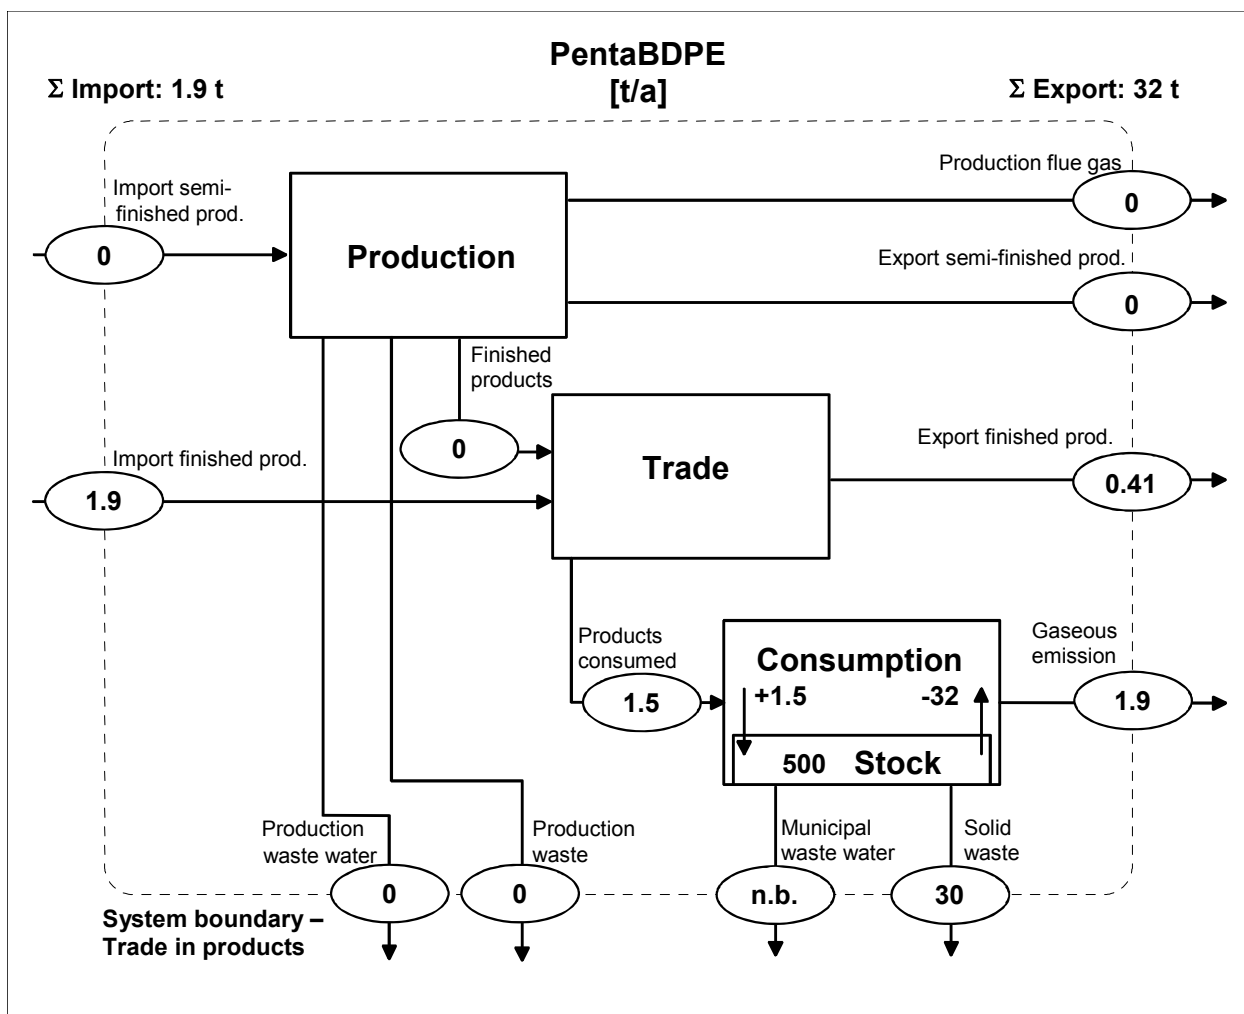 PentaBDPE
[t/a]
Σ Import: 1.9 t
Σ Export: 32 t
Import semi-
finished prod.
0
Production
Production flue gas
0
Export semi-finished prod.
0
Finished
products
0
Import finished prod.
1.9
Trade
Export finished prod.
0.41
Products
consumed
1.5
Consumption
+1.5
-32
500 Stock
Gaseous
emission
1.9
Production
waste water
0
Production
waste
0
Municipal
waste water
n.b.
Solid
waste
30
System boundary –
Trade in products